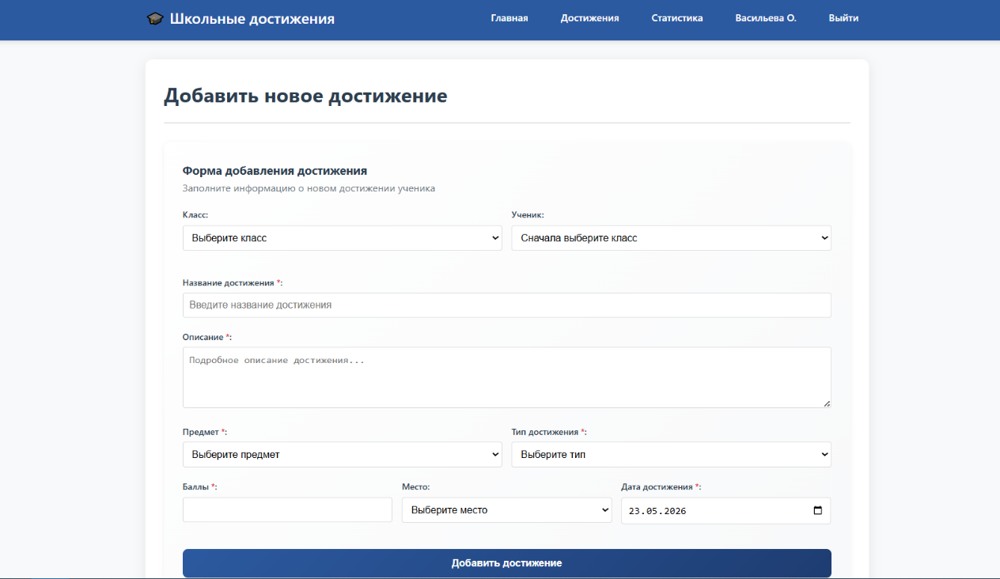 Школьные достижения
Главная Достижения Статистика Васильева О. Выйти
Добавить новое достижение
Форма добавления достижения
Заполните информацию о новом достижении ученика
Класс: Ученик:
Выберите класс Сначала выберите класс
Название достижения *:
Введите название достижения
Описание *:
Подробное описание достижения...
Предмет *: Тип достижения *:
Выберите предмет Выберите тип
Баллы *: Место: Дата достижения *:
Выберите место 23.05.2026
Добавить достижение